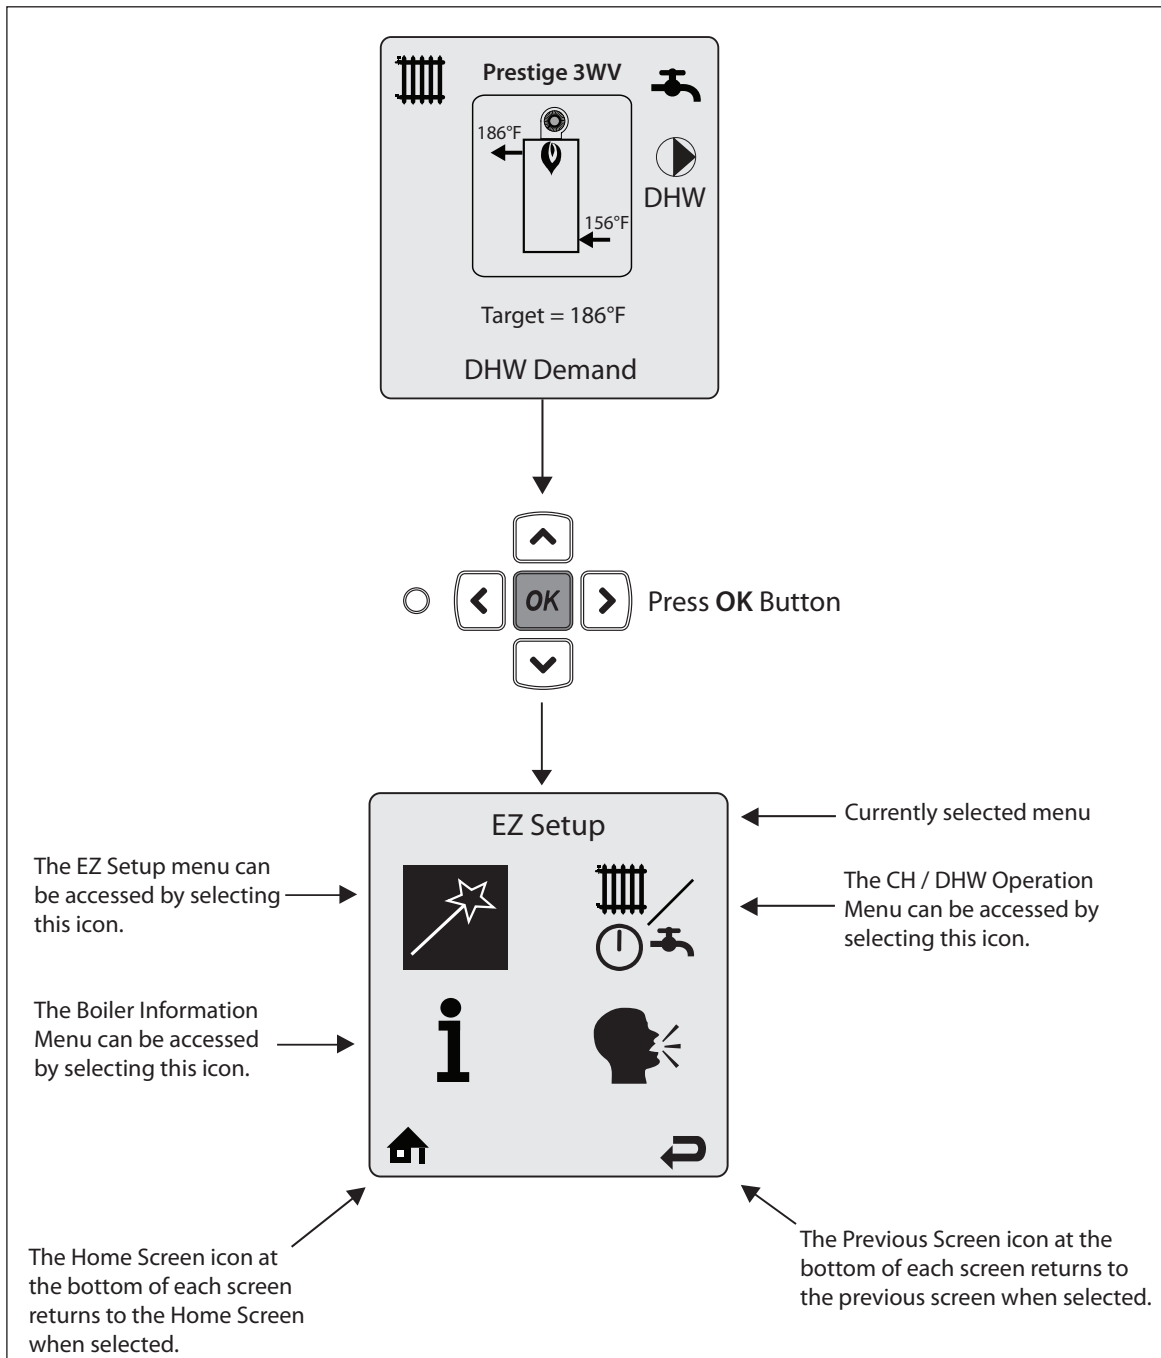 Prestige 3WV
186°F
156°F
DHW
Target = 186°F
DHW Demand
OK
Press OK Button
EZ Setup
Currently selected menu
The EZ Setup menu can
be accessed by selecting
this icon.
The CH / DHW Operation
Menu can be accessed by
selecting this icon.
The Boiler Information
Menu can be accessed
by selecting this icon.
i
The Home Screen icon at
the bottom of each screen
returns to the Home Screen
when selected.
The Previous Screen icon at the
bottom of each screen returns to
the previous screen when selected.